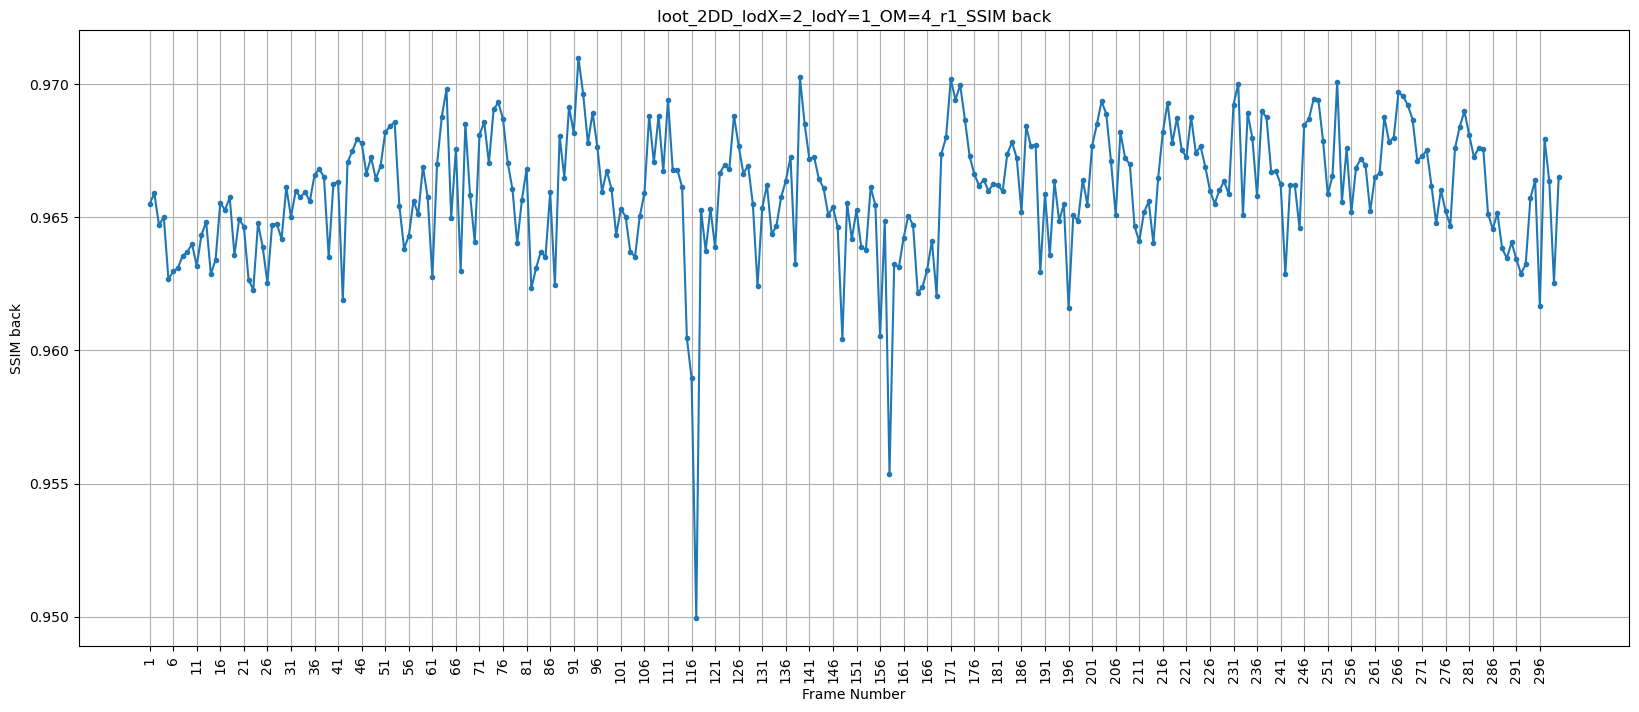 loot_2DD_lodX=2_lodY=1_OM=4_r1_SSIM back
0.970
0.965
0.960
0.955
0.950
SSIM back
1 6 11 16 21 26 31 36 41 46 51 56 61 66 71 76 81 86 91 96 101 106 111 116 121 126 131 136 141 146 151 156 161 166 171 176 181 186 191 196 201 206 211 216 221 226 231 236 241 246 251 256 261 266 271 276 281 286 291 296
Frame Number